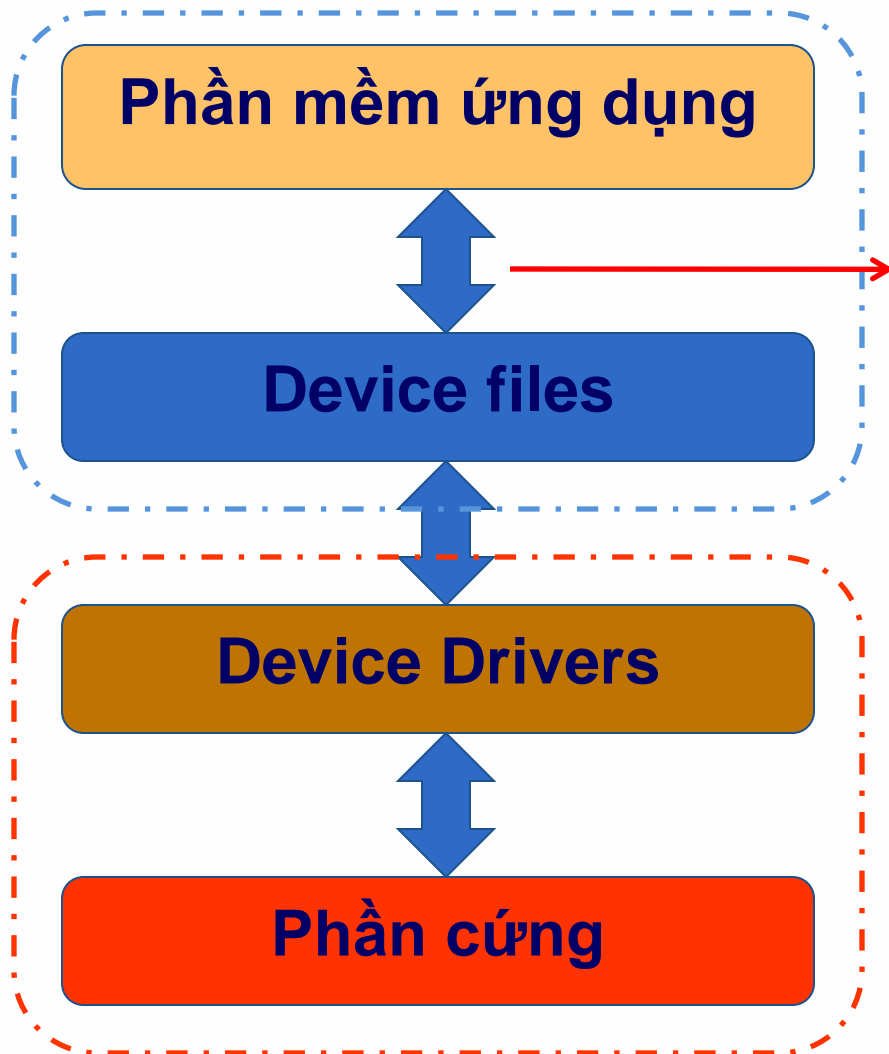 Phần mềm ứng dụng
Device files
Device Drivers
Phần cứng